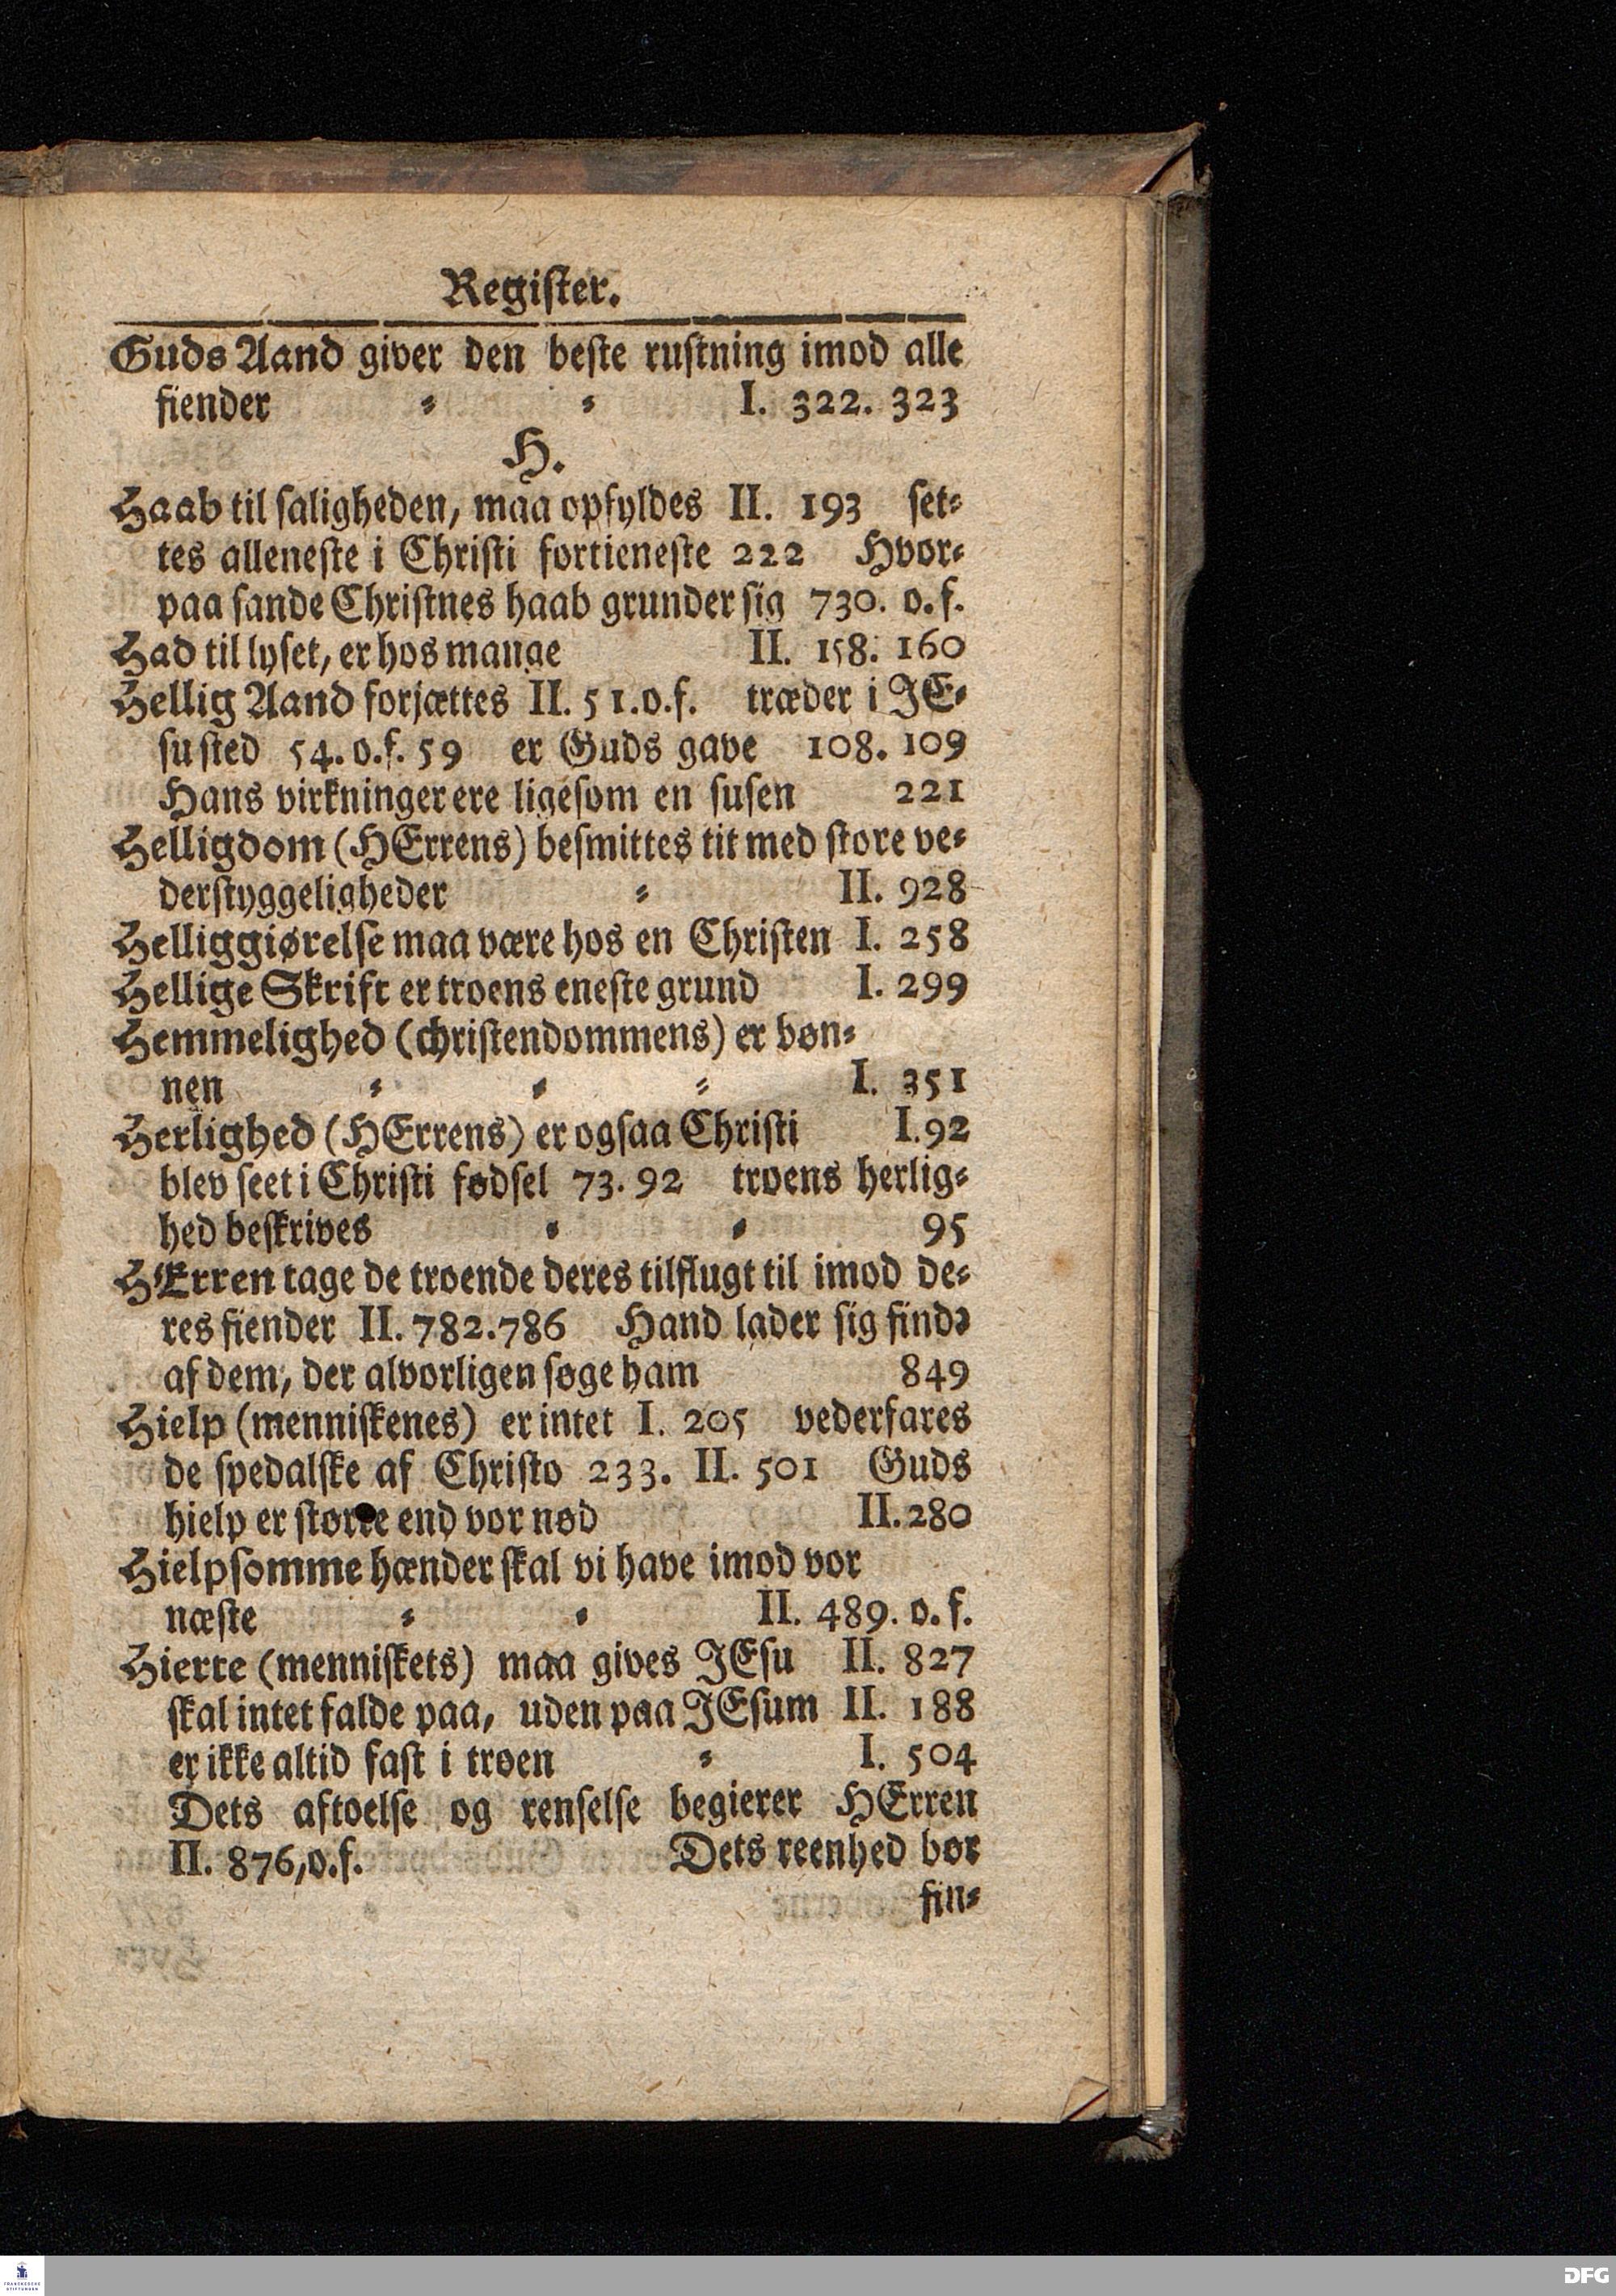 Register.
Guds Aand giver den beste rustning imod alle
fiender ⸗ ⸗ I. 322. 323
H.
Haab til saligheden, maa opfyldes II. 193 set⸗
tes alleneste i Christi fortieneste 222 Hvor⸗
paa sande Christnes haab grunder sig 730. o. f.
Had til lyset, er hos mange II. 158. 160
Hellig Aand forjættes II. 51. o. f. træder i JE⸗
su sted 54. o. f. 59 er Guds gave 108. 109
Hans virkninger ere ligesom en susen 221
Helligdom (HErrens) besmittes tit med store ve⸗
derstyggeligheder ⸗ II. 928
Helliggiørelse maa være hos en Christen I. 258
Hellige Skrift er troens eneste grund I. 299
Hemmelighed (christendommens) er bøn⸗
nen ⸗ ⸗ ⸗ I. 351
Herlighed (HErrens) er ogsaa Christi I. 92
blev seet i Christi fødsel 73. 92 troens herlig⸗
hed beskrives ⸗ ⸗ 95
HErren tage de troende deres tilflugt til imod de⸗
res fiender II. 782. 786 Hand lader sig finde
af dem, der alvorligen søge ham 849
Hielp (menniskenes) er intet I. 205 vederfares
de spedalske af Christo 233. II. 501 Guds
hielp er større end vor nød II. 280
Hielpsomme hænder skal vi have imod vor
næste ⸗ ⸗ II. 489. o. f.
Hierte (menniskets) maa gives JEsu II. 827
skal intet falde paa, uden paa JEsum II. 188
er ikke altid fast i troen ⸗ I. 504
Dets aftoelse og renselse begierer HErren
II. 876, o. f. Dets reenhed bør
fin⸗
FRANCKESCHE
STIFTUNGEN
DFG